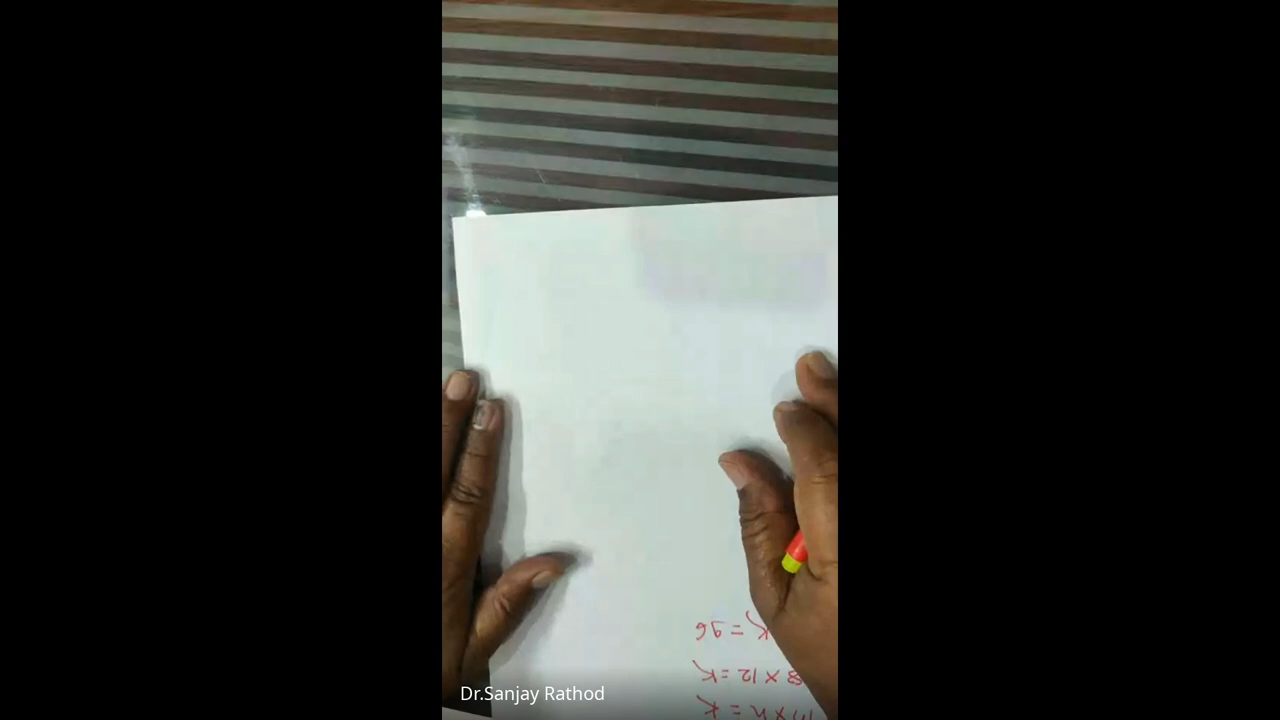 m × n = K
8 × 12 = K
K = 96
Dr.Sanjay Rathod